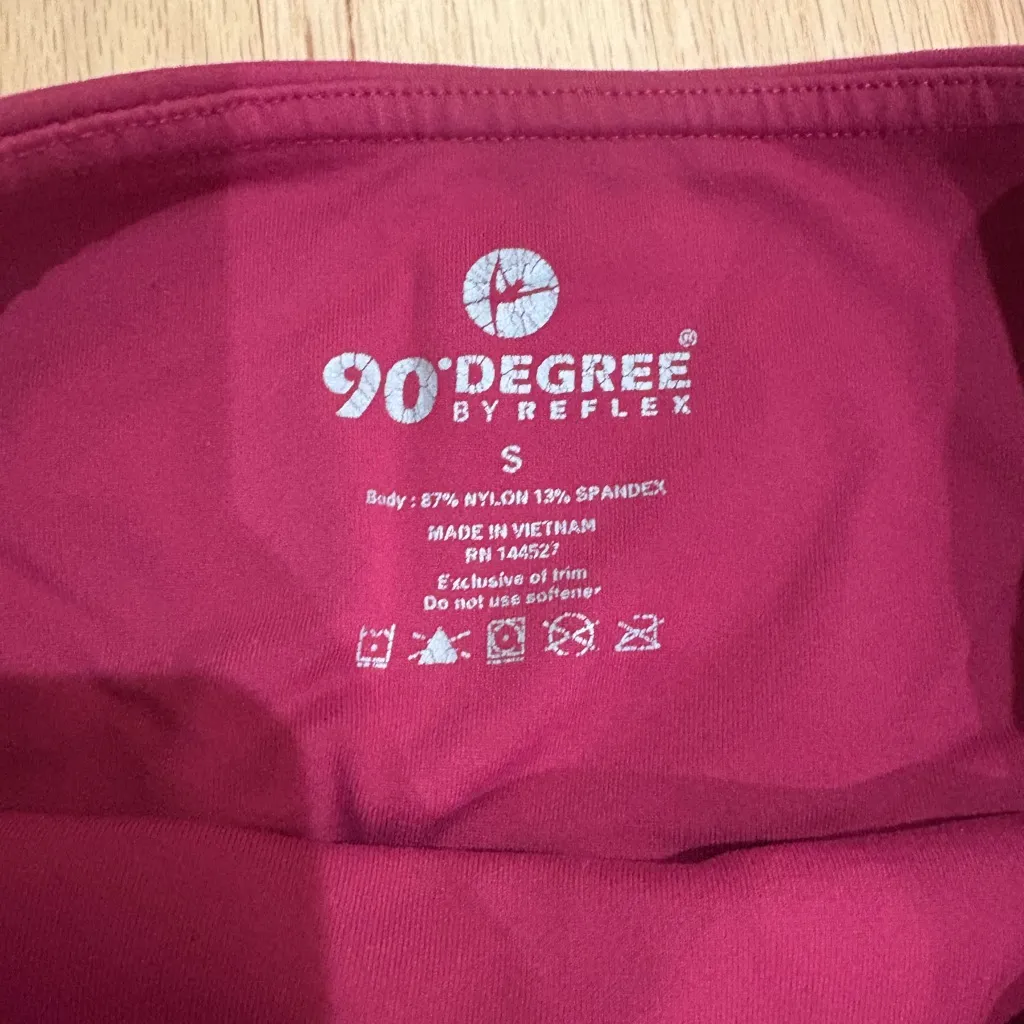 90°DEGREE®
BY REFLEX
S
Body : 87% NYLON 13% SPANDEX
MADE IN VIETNAM
RN 144527
Exclusive of trim
Do not use softener